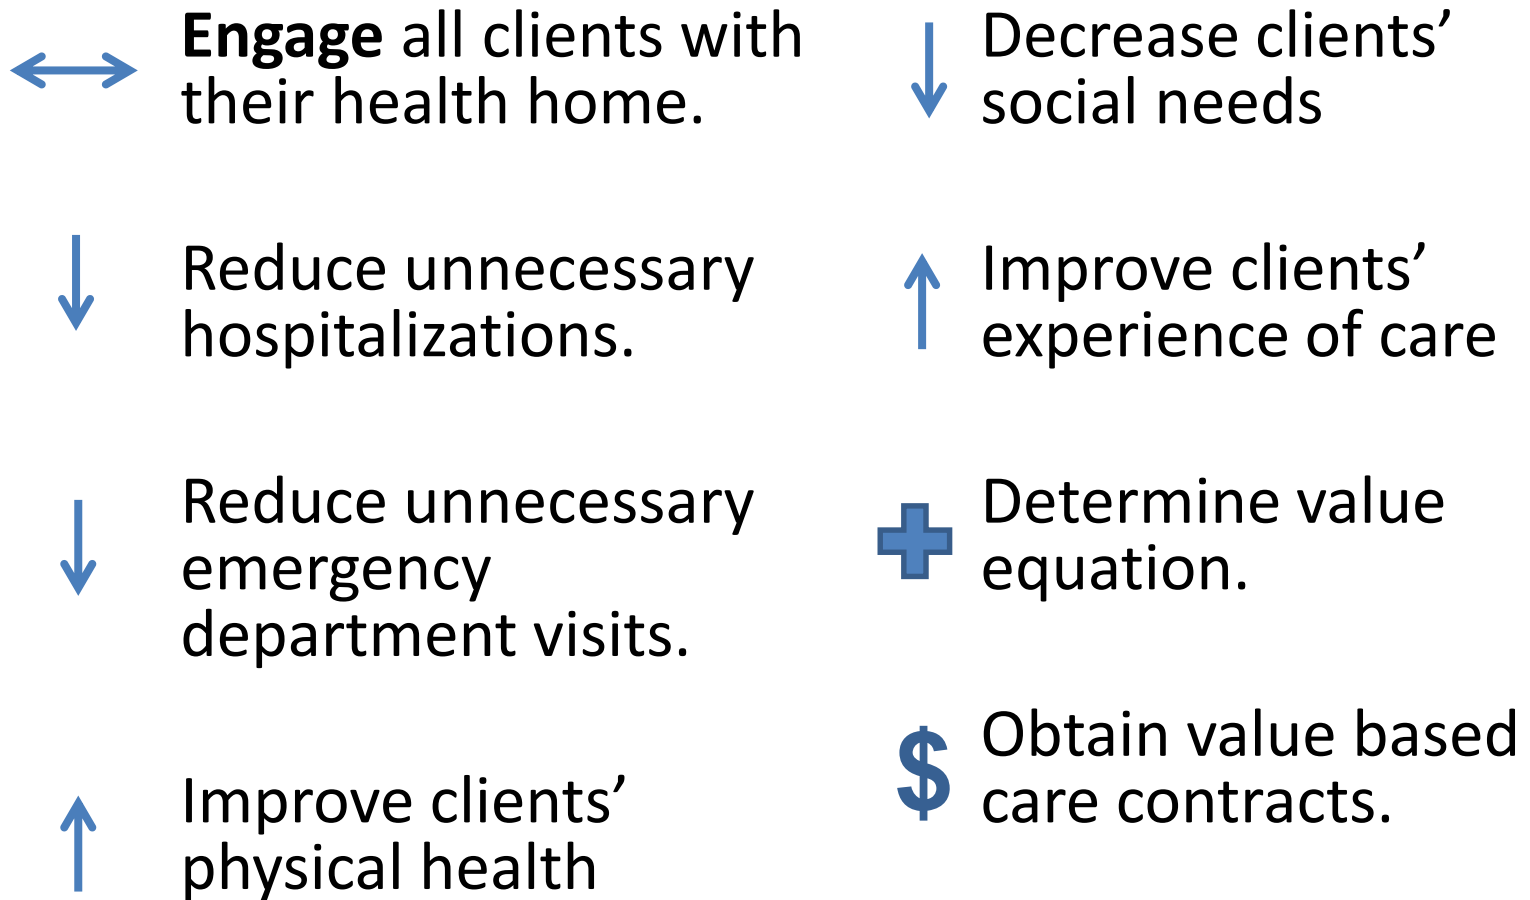 Engage all clients with
their health home.
Reduce unnecessary
hospitalizations.
Reduce unnecessary
emergency
department visits.
Improve clients’
physical health
Decrease clients’
social needs
Improve clients’
experience of care
Determine value
equation.
$
Obtain value based
care contracts.